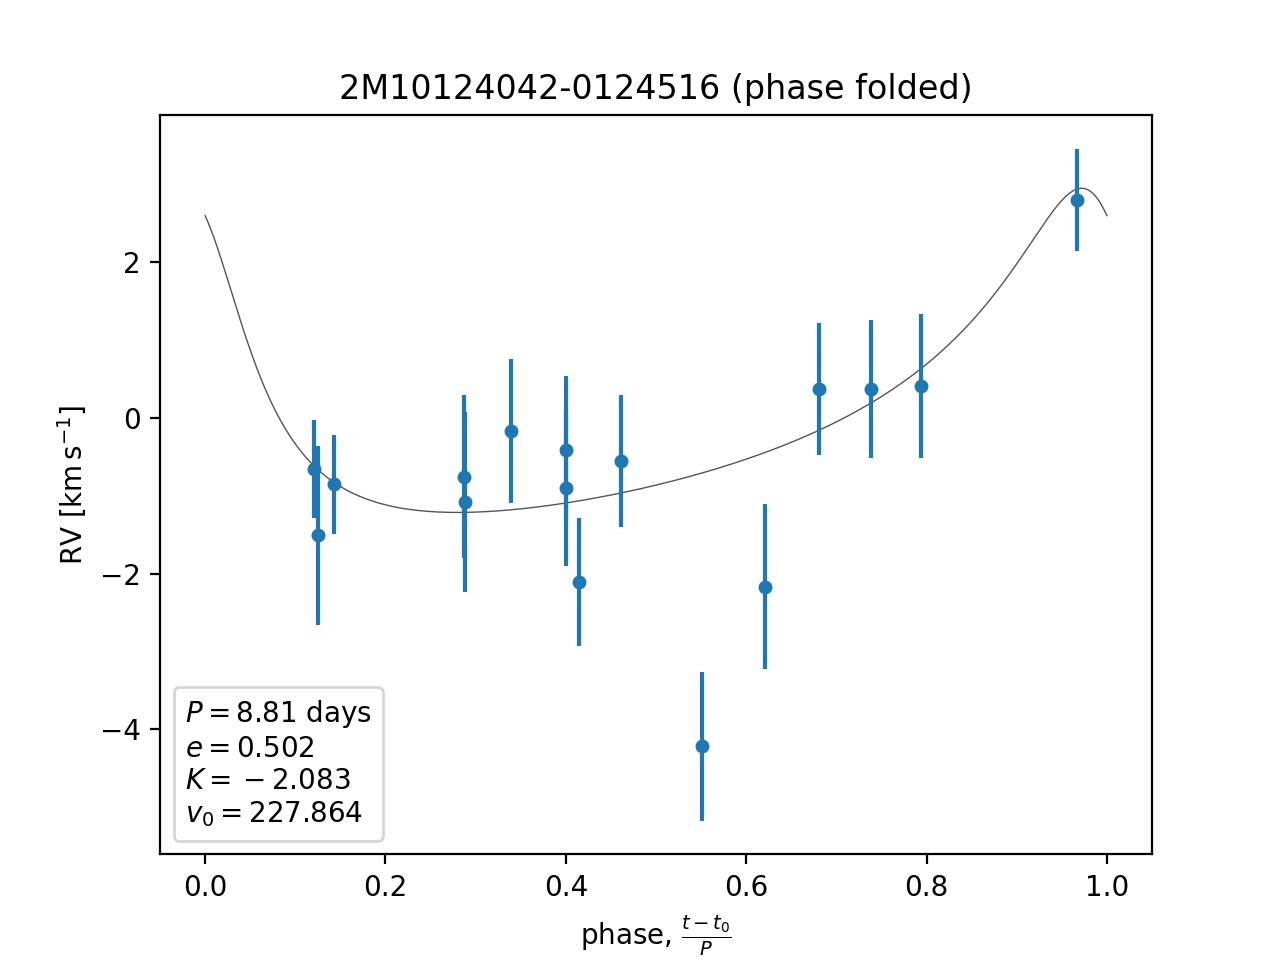 2M10124042-0124516 (phase folded)
RV [km s⁻¹]
2
0
−2
−4
P = 8.81 days
e = 0.502
K = − 2.083
v₀ = 227.864
0.0 0.2 0.4 0.6 0.8 1.0
phase, (t − t₀)/P